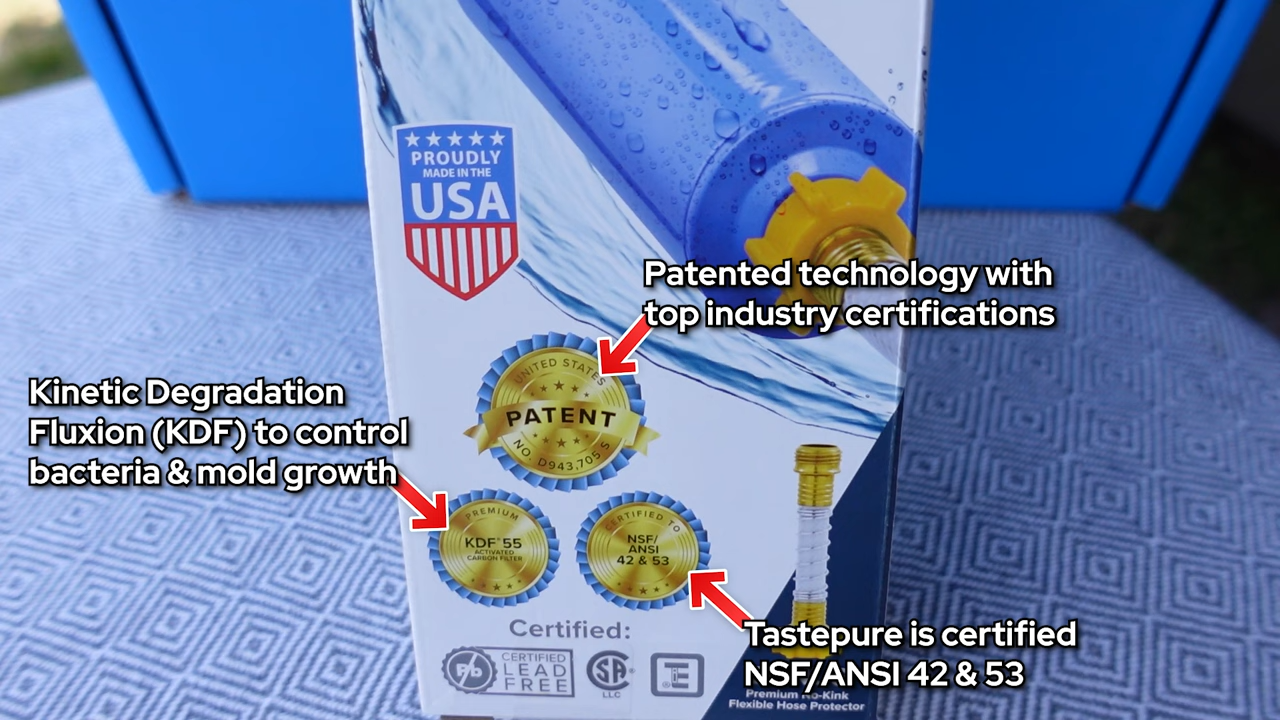 PROUDLY
MADE IN THE
USA
Patented technology with
top industry certifications
UNITED STATES
PATENT
NO. D943,705 S
Kinetic Degradation
Fluxion (KDF) to control
bacteria & mold growth
PREMIUM
KDF® 55
ACTIVATED
CARBON FILTER
CERTIFIED TO
NSF/
ANSI
42 & 53
Tastepure is certified
NSF/ANSI 42 & 53
Certified:
Pb
CERTIFIED
LEAD
FREE
LLC
Premium No-Kink
Flexible Hose Protector